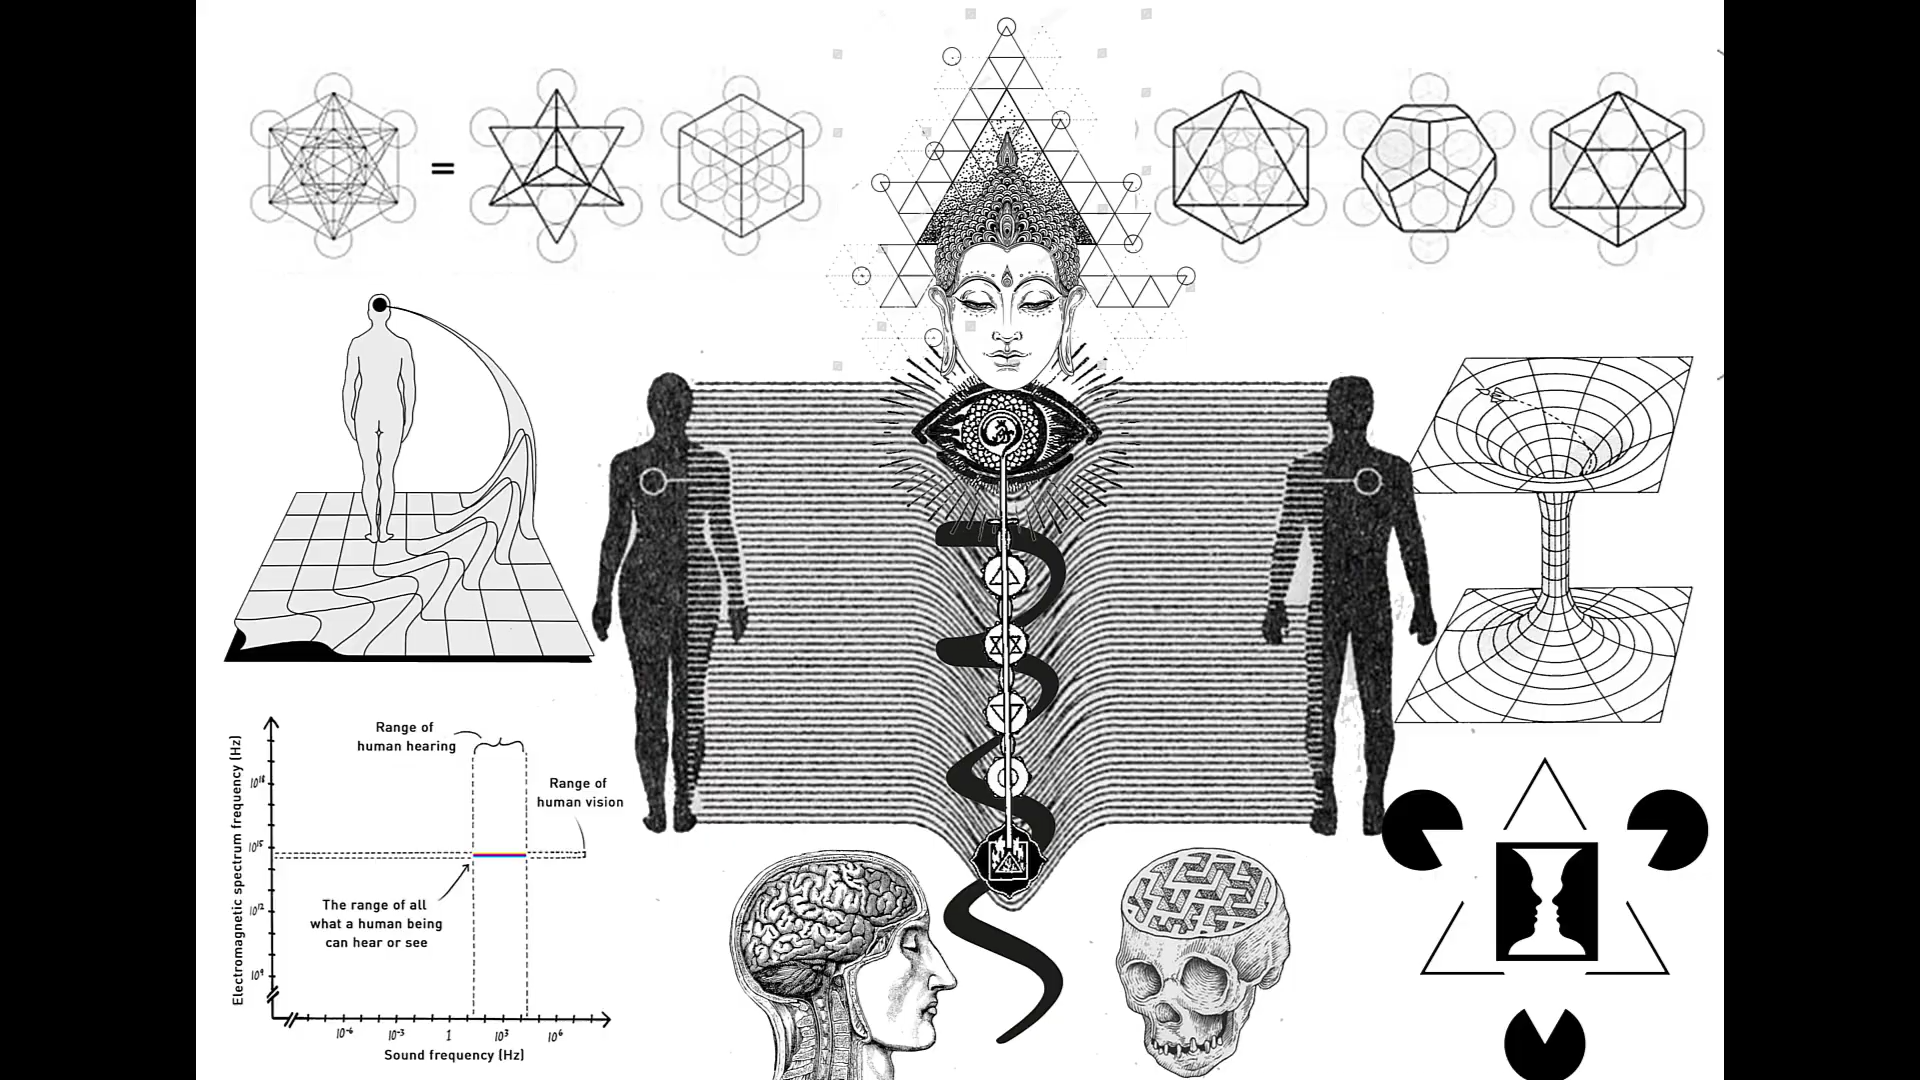 =
Range of
human hearing
Range of
human vision
The range of all
what a human being
can hear or see
Electromagnetic spectrum frequency (Hz)
10¹⁸
10¹⁵
10¹²
10⁹
10⁻⁶
10⁻³
1
10³
10⁶
Sound frequency (Hz)